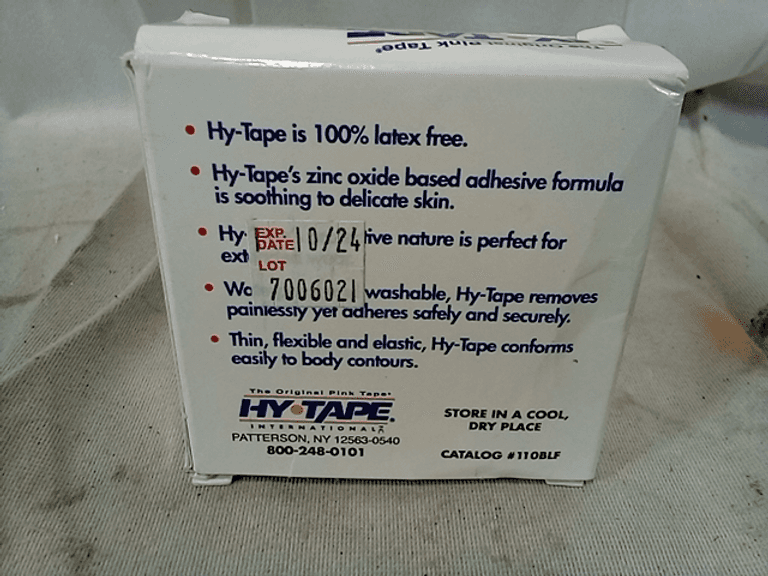 The Original Pink Tape®
HY-TAPE
• Hy-Tape is 100% latex free.
• Hy-Tape's zinc oxide based adhesive formula
is soothing to delicate skin.
• Hy- EXP. DATE 10/24 ive nature is perfect for
ext
LOT
• Wa 7006021 washable, Hy-Tape removes
painlessly yet adheres safely and securely.
• Thin, flexible and elastic, Hy-Tape conforms
easily to body contours.
The Original Pink Tape®
HY•TAPE®
INTERNATIONAL
PATTERSON, NY 12563-0540
800-248-0101
STORE IN A COOL,
DRY PLACE
CATALOG #110BLF